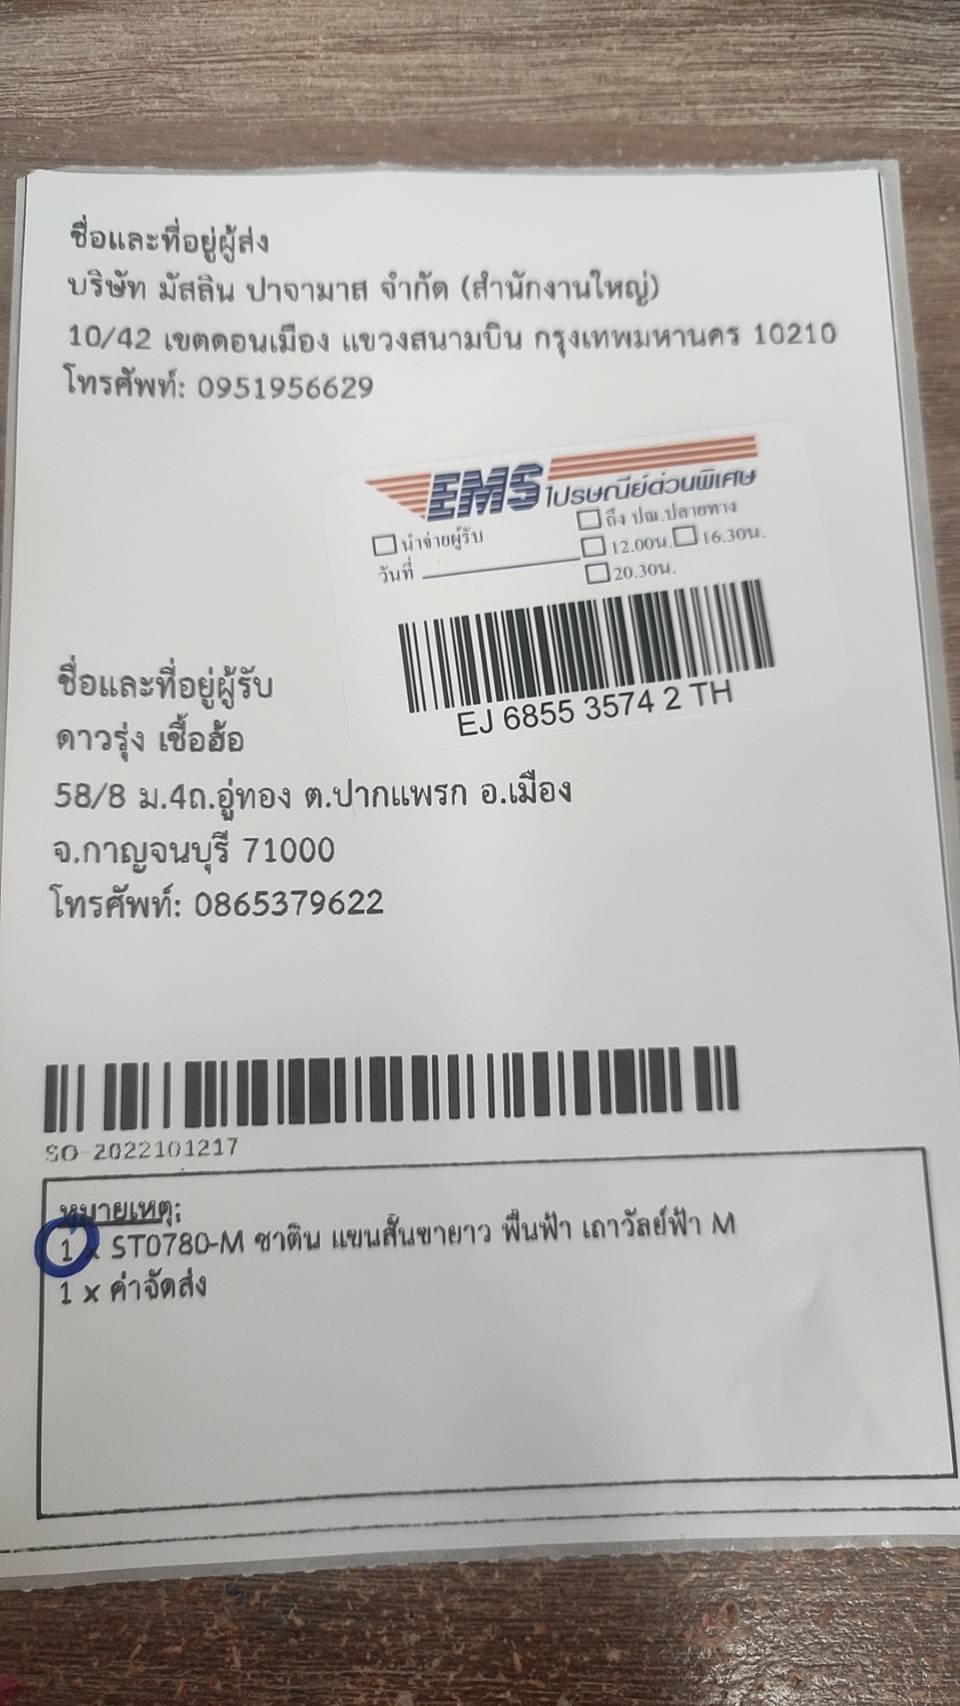 ชื่อและที่อยู่ผู้ส่ง
บริษัท มัสลิน ปาจามาส จำกัด (สำนักงานใหญ่)
10/42 เขตดอนเมือง แขวงสนามบิน กรุงเทพมหานคร 10210
โทรศัพท์: 0951956629
EMS ไปรษณีย์ด่วนพิเศษ
นำจ่ายผู้รับ
ถึง ปณ.ปลายทาง
วันที่
12.00น. 16.30น.
20.30น.
EJ 6855 3574 2 TH
ชื่อและที่อยู่ผู้รับ
ดาวรุ่ง เชื้อฮ้อ
58/8 ม.4ถ.อู่ทอง ต.ปากแพรก อ.เมือง
จ.กาญจนบุรี 71000
โทรศัพท์: 0865379622
SO-2022101217
หมายเหตุ:
1 x ST0780-M ซาติน แขนสั้นขายาว พื้นฟ้า เถาวัลย์ฟ้า M
1 x ค่าจัดส่ง